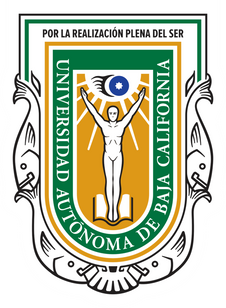 POR LA REALIZACIÓN PLENA DEL SER
UNIVERSIDAD AUTÓNOMA DE BAJA CALIFORNIA